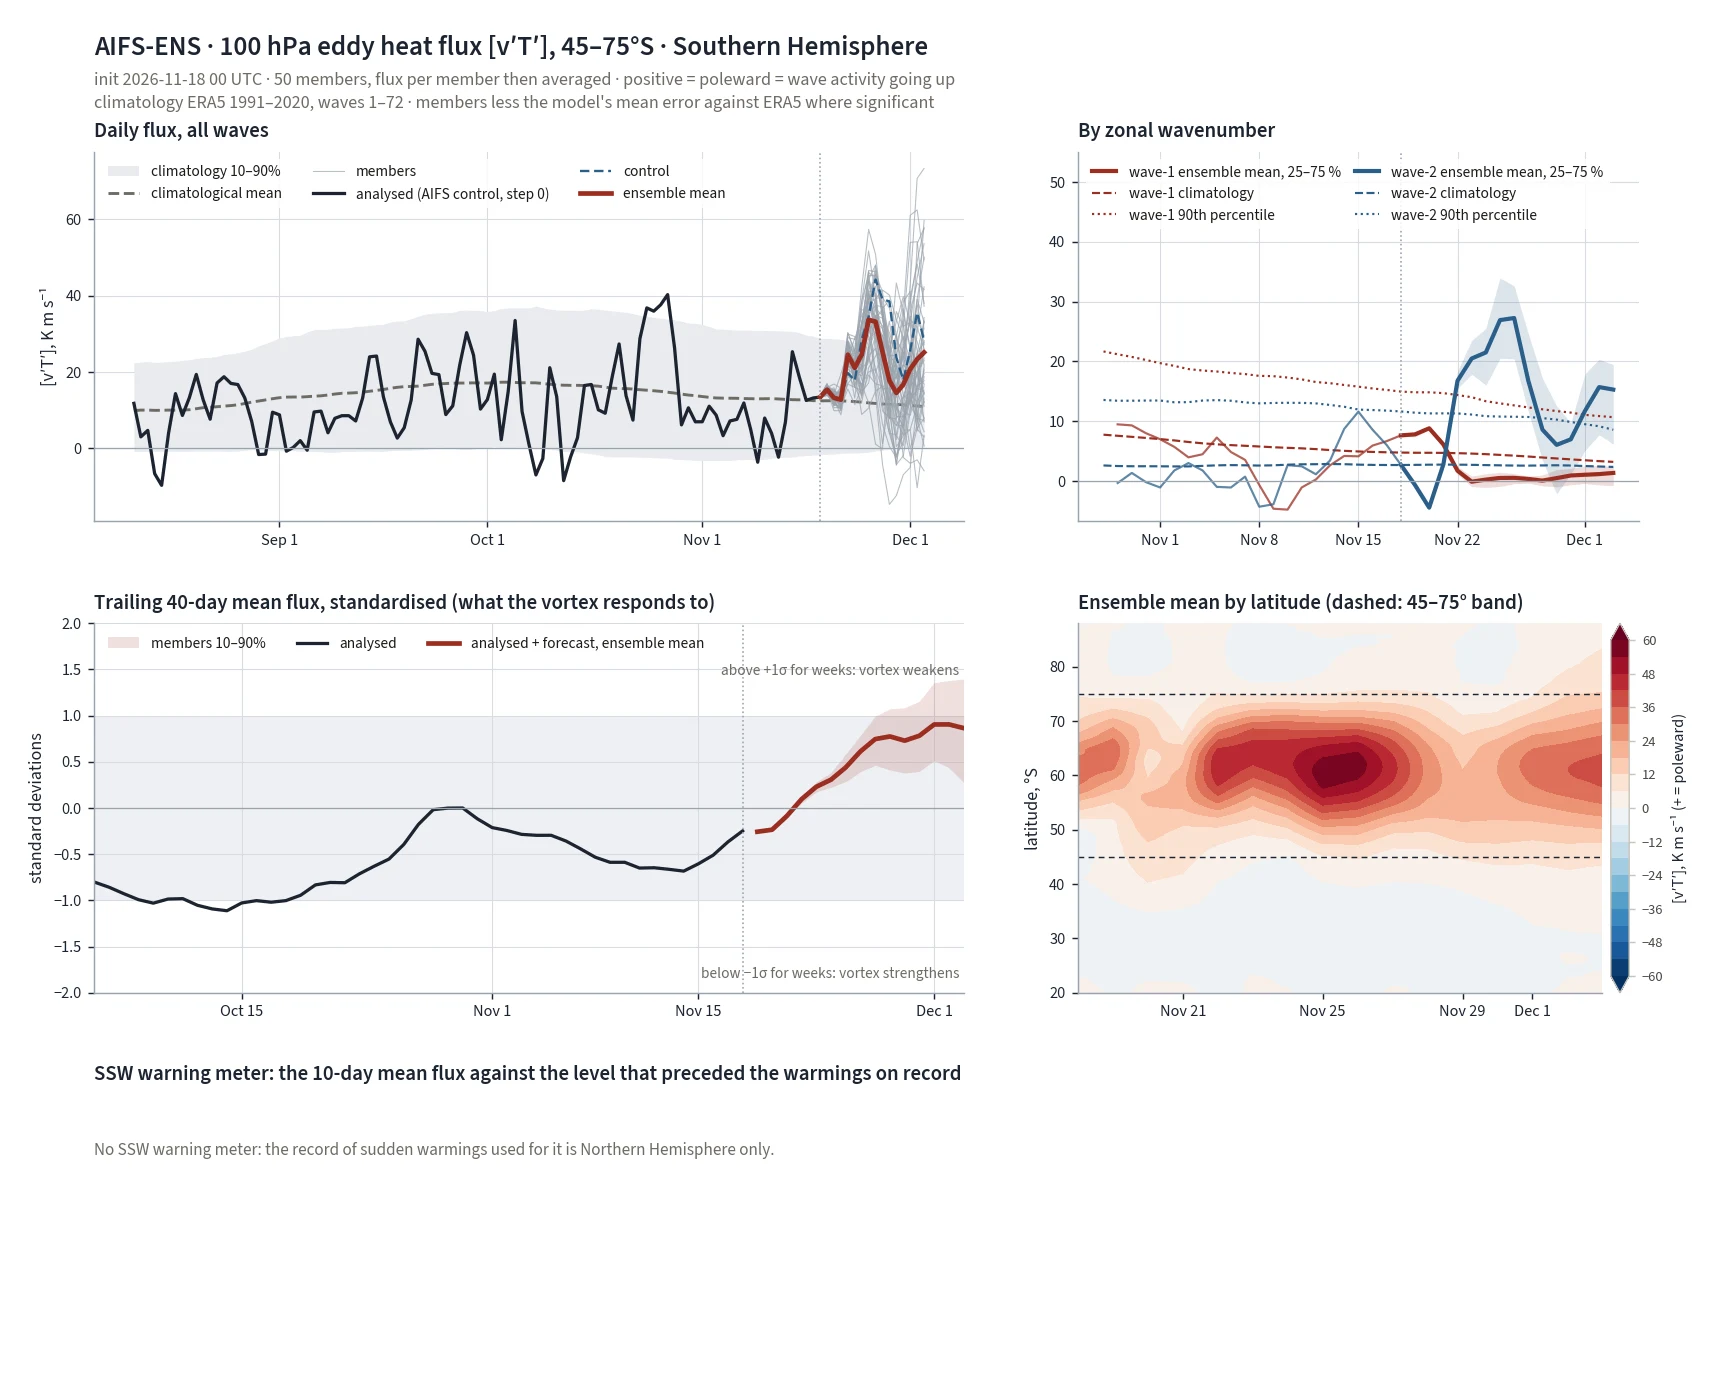 AIFS-ENS · 100 hPa eddy heat flux [v′T′], 45–75°S · Southern Hemisphere
init 2026-11-18 00 UTC · 50 members, flux per member then averaged · positive = poleward = wave activity going up
climatology ERA5 1991–2020, waves 1–72 · members less the model's mean error against ERA5 where significant
Daily flux, all waves
climatology 10–90%
members
control
climatological mean
analysed (AIFS control, step 0)
ensemble mean
[v′T′], K m s⁻¹
60
40
20
0
Sep 1
Oct 1
Nov 1
Dec 1
By zonal wavenumber
wave-1 ensemble mean, 25–75 %
wave-2 ensemble mean, 25–75 %
wave-1 climatology
wave-2 climatology
wave-1 90th percentile
wave-2 90th percentile
50
40
30
20
10
0
Nov 1
Nov 8
Nov 15
Nov 22
Dec 1
Trailing 40-day mean flux, standardised (what the vortex responds to)
members 10–90%
analysed
analysed + forecast, ensemble mean
above +1σ for weeks: vortex weakens
below −1σ for weeks: vortex strengthens
standard deviations
2.0
1.5
1.0
0.5
0.0
−0.5
−1.0
−1.5
−2.0
Oct 15
Nov 1
Nov 15
Dec 1
Ensemble mean by latitude (dashed: 45–75° band)
latitude, °S
80
70
60
50
40
30
20
Nov 21
Nov 25
Nov 29
Dec 1
60
48
36
24
12
0
−12
−24
−36
−48
−60
[v′T′], K m s⁻¹ (+ = poleward)
SSW warning meter: the 10-day mean flux against the level that preceded the warmings on record
No SSW warning meter: the record of sudden warmings used for it is Northern Hemisphere only.